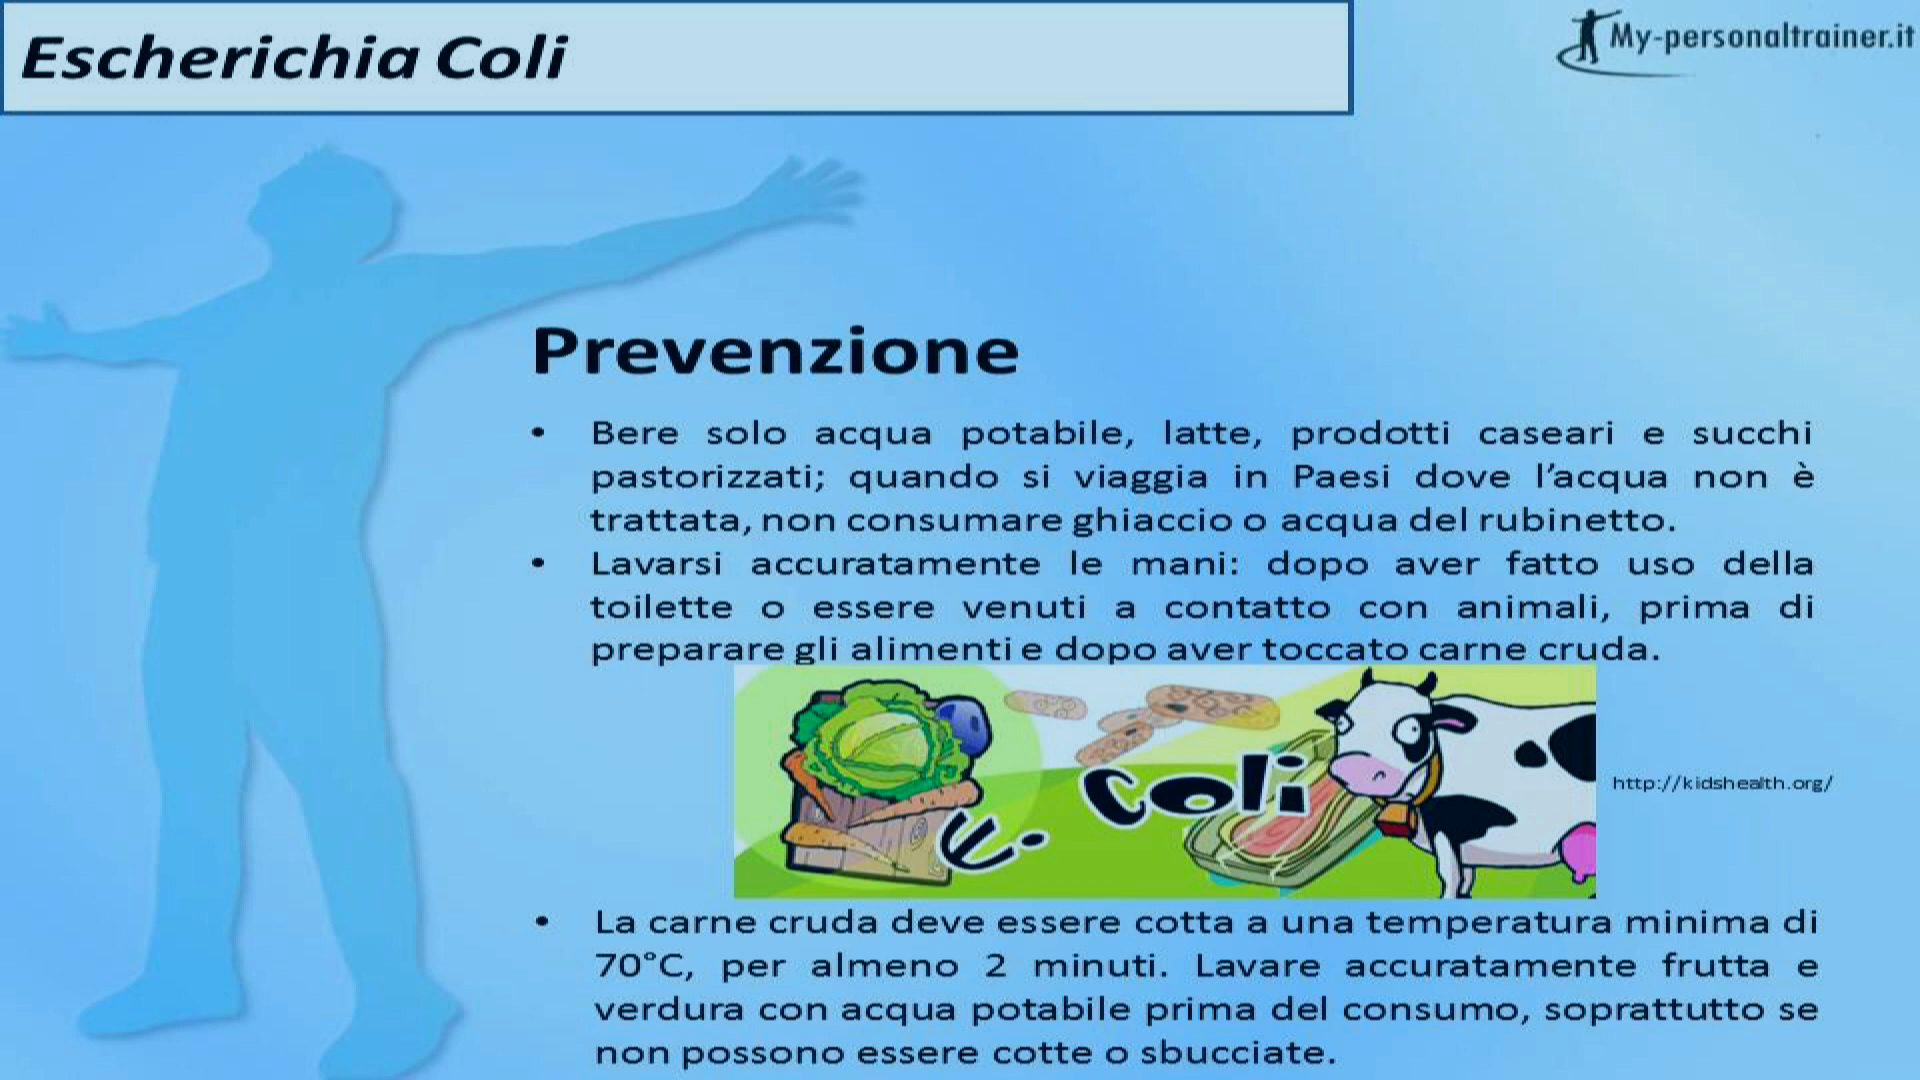 Escherichia Coli
My-personaltrainer.it
Prevenzione
• Bere solo acqua potabile, latte, prodotti caseari e succhi
pastorizzati; quando si viaggia in Paesi dove l’acqua non è
trattata, non consumare ghiaccio o acqua del rubinetto.
• Lavarsi accuratamente le mani: dopo aver fatto uso della
toilette o essere venuti a contatto con animali, prima di
preparare gli alimenti e dopo aver toccato carne cruda.
E. Coli
http://kidshealth.org/
• La carne cruda deve essere cotta a una temperatura minima di
70°C, per almeno 2 minuti. Lavare accuratamente frutta e
verdura con acqua potabile prima del consumo, soprattutto se
non possono essere cotte o sbucciate.